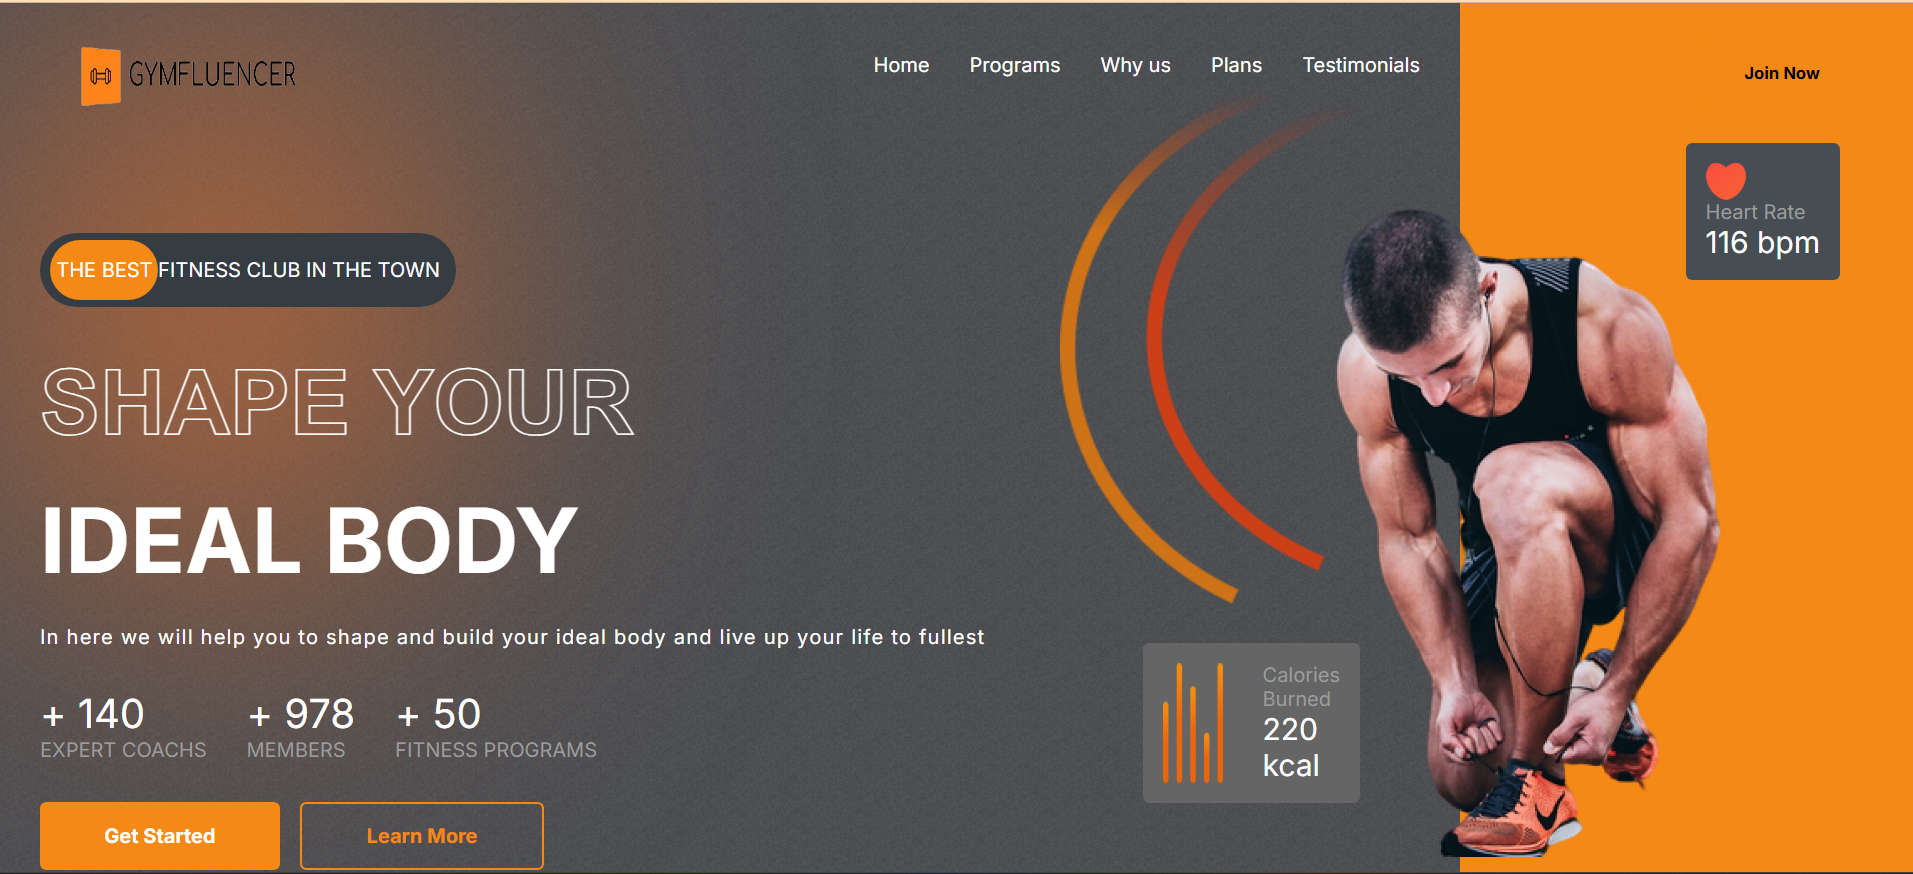 GYMFLUENCER
Home Programs Why us Plans Testimonials
Join Now
THE BEST FITNESS CLUB IN THE TOWN
SHAPE YOUR
IDEAL BODY
In here we will help you to shape and build your ideal body and live up your life to fullest
+ 140
EXPERT COACHS
+ 978
MEMBERS
+ 50
FITNESS PROGRAMS
Get Started
Learn More
Heart Rate
116 bpm
Calories
Burned
220
kcal